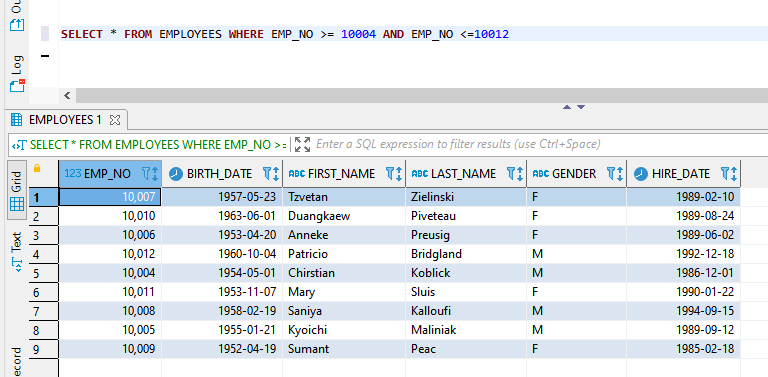 Ou
SELECT * FROM EMPLOYEES WHERE EMP_NO >= 10004 AND EMP_NO <=10012
Log
EMPLOYEES 1
SELECT * FROM EMPLOYEES WHERE EMP_NO >= Enter a SQL expression to filter results (use Ctrl+Space)
Grid
Text
ecord
123 EMP_NO ABC BIRTH_DATE ABC FIRST_NAME ABC LAST_NAME ABC GENDER HIRE_DATE
1 10,007 1957-05-23 Tzvetan Zielinski F 1989-02-10
2 10,010 1963-06-01 Duangkaew Piveteau F 1989-08-24
3 10,006 1953-04-20 Anneke Preusig F 1989-06-02
4 10,012 1960-10-04 Patricio Bridgland M 1992-12-18
5 10,004 1954-05-01 Chirstian Koblick M 1986-12-01
6 10,011 1953-11-07 Mary Sluis F 1990-01-22
7 10,008 1958-02-19 Saniya Kalloufi M 1994-09-15
8 10,005 1955-01-21 Kyoichi Maliniak M 1989-09-12
9 10,009 1952-04-19 Sumant Peac F 1985-02-18